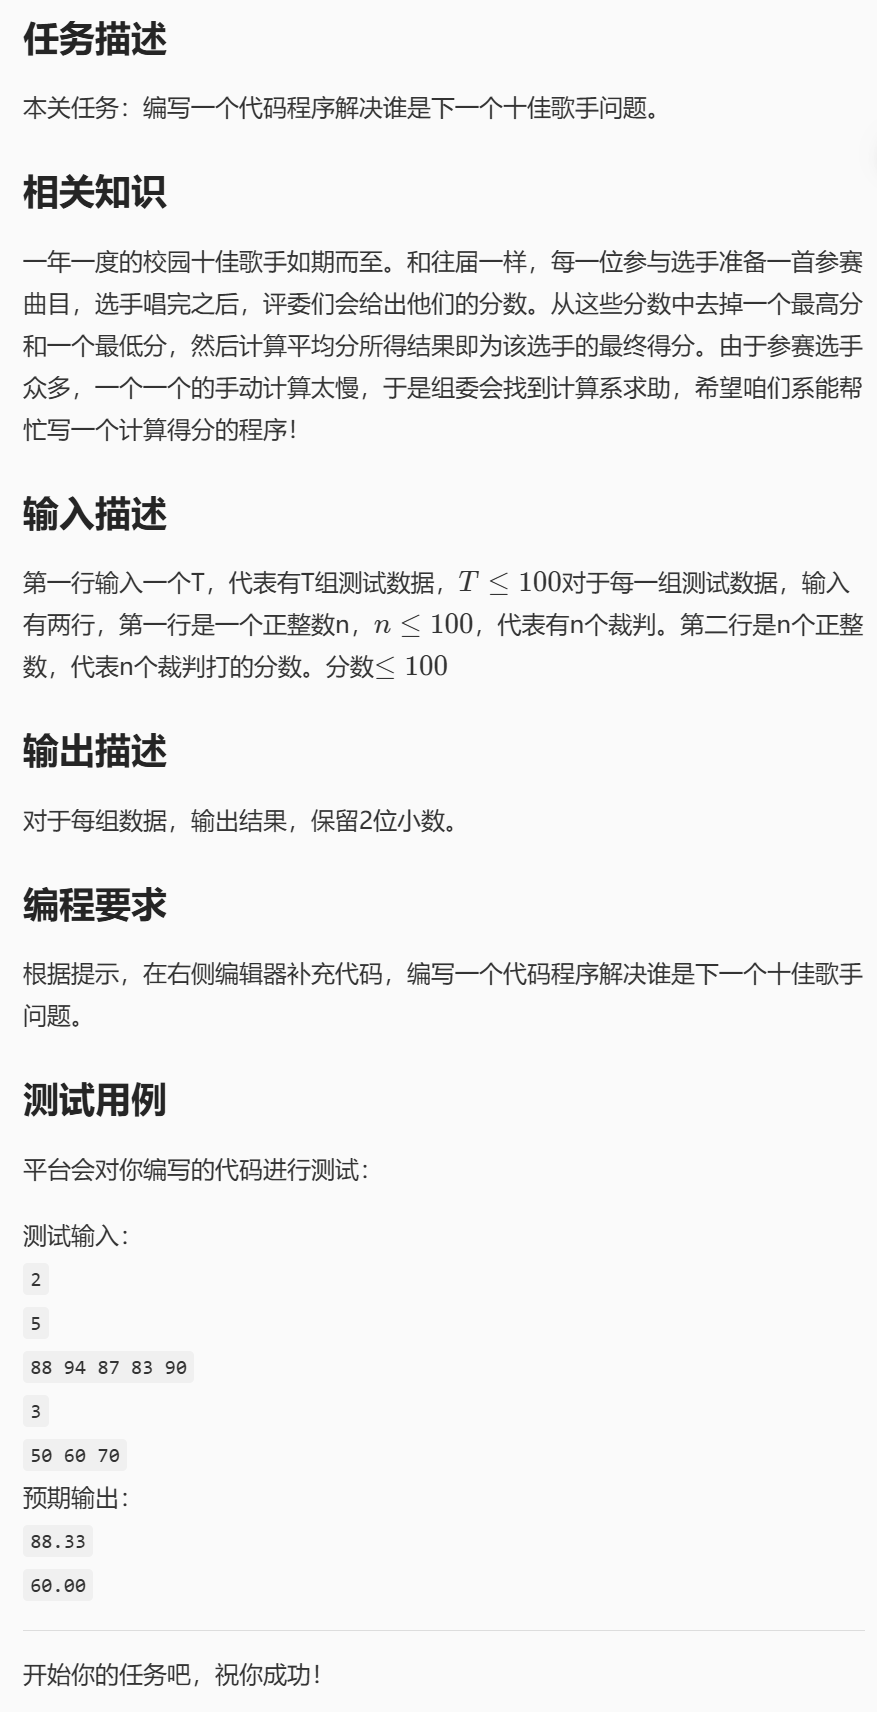 任务描述
本关任务：编写一个代码程序解决谁是下一个十佳歌手问题。
相关知识
一年一度的校园十佳歌手如期而至。和往届一样，每一位参与选手准备一首参赛
曲目，选手唱完之后，评委们会给出他们的分数。从这些分数中去掉一个最高分
和一个最低分，然后计算平均分所得结果即为该选手的最终得分。由于参赛选手
众多，一个一个的手动计算太慢，于是组委会找到计算系求助，希望咱们系能帮
忙写一个计算得分的程序！
输入描述
第一行输入一个T，代表有T组测试数据，T ≤ 100对于每一组测试数据，输入
有两行，第一行是一个正整数n，n ≤ 100，代表有n个裁判。第二行是n个正整
数，代表n个裁判打的分数。分数≤ 100
输出描述
对于每组数据，输出结果，保留2位小数。
编程要求
根据提示，在右侧编辑器补充代码，编写一个代码程序解决谁是下一个十佳歌手
问题。
测试用例
平台会对你编写的代码进行测试：
测试输入：
2
5
88 94 87 83 90
3
50 60 70
预期输出：
88.33
60.00
开始你的任务吧，祝你成功！